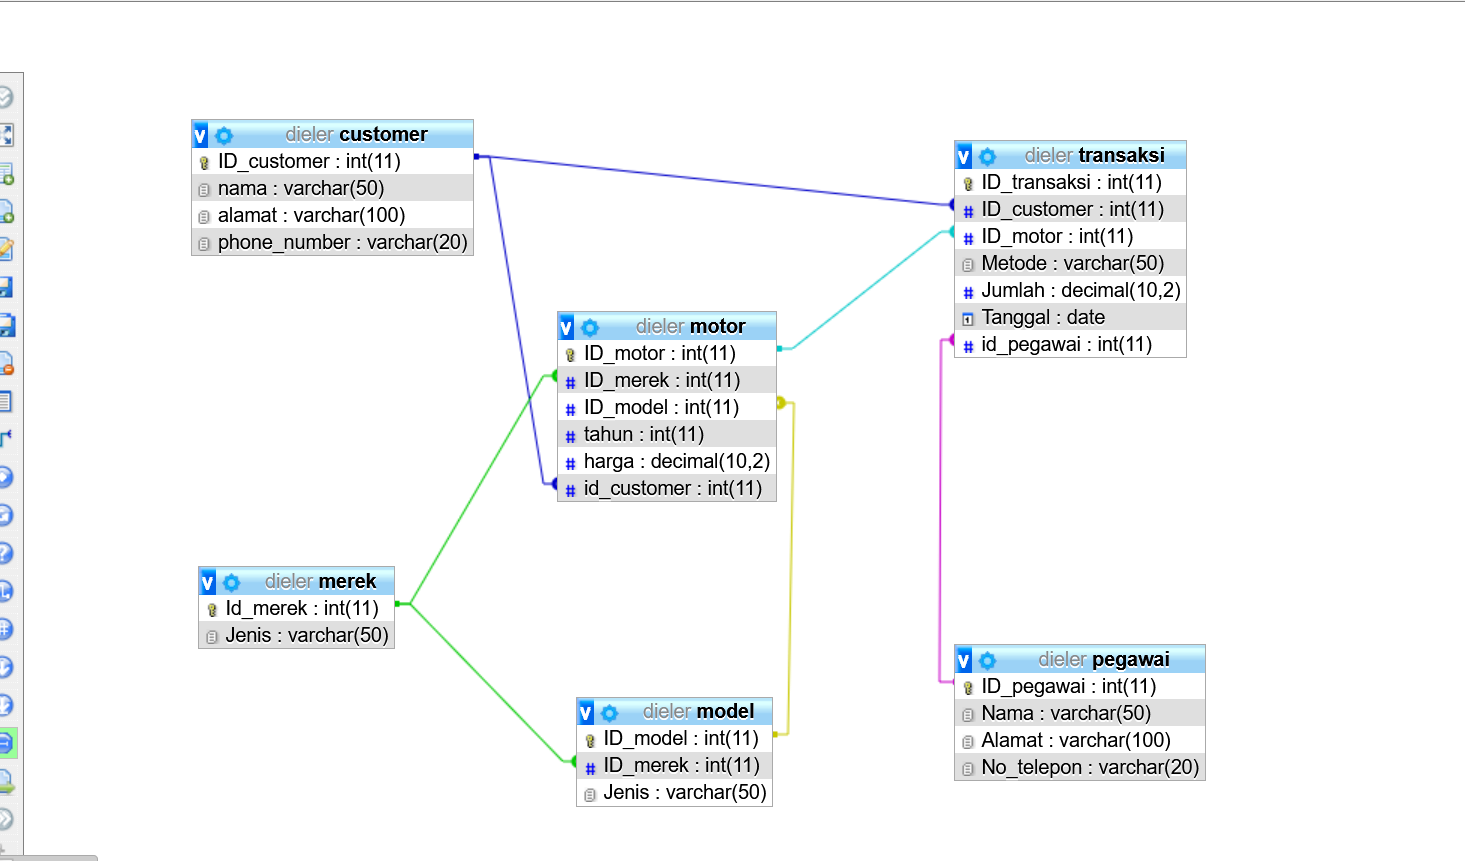 dieler customer
ID_customer : int(11)
nama : varchar(50)
alamat : varchar(100)
phone_number : varchar(20)
dieler transaksi
ID_transaksi : int(11)
ID_customer : int(11)
ID_motor : int(11)
Metode : varchar(50)
Jumlah : decimal(10,2)
Tanggal : date
id_pegawai : int(11)
dieler motor
ID_motor : int(11)
ID_merek : int(11)
ID_model : int(11)
tahun : int(11)
harga : decimal(10,2)
id_customer : int(11)
dieler merek
Id_merek : int(11)
Jenis : varchar(50)
dieler model
ID_model : int(11)
ID_merek : int(11)
Jenis : varchar(50)
dieler pegawai
ID_pegawai : int(11)
Nama : varchar(50)
Alamat : varchar(100)
No_telepon : varchar(20)